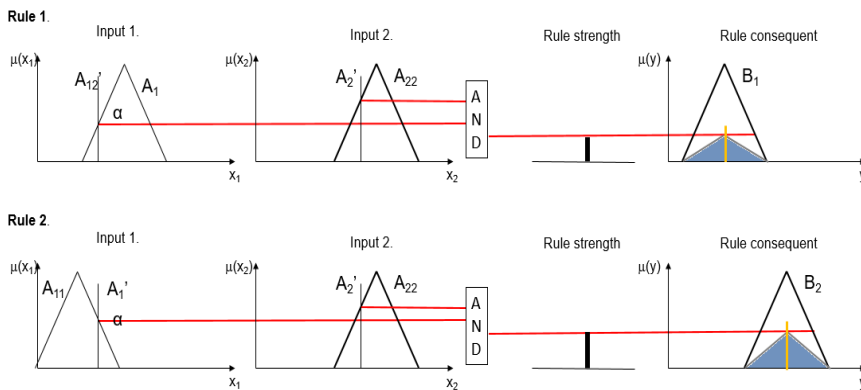 Rule 1.
Input 1.
Input 2.
Rule strength
Rule consequent
μ(x1)
μ(x2)
μ(y)
A12'
A1
A2'
A22
B1
α
A
N
D
x1
x2
y
Rule 2.
Input 1.
Input 2.
Rule strength
Rule consequent
μ(x1)
μ(x2)
μ(y)
A11
A1'
A2'
A22
B2
α
A
N
D
x1
x2
y